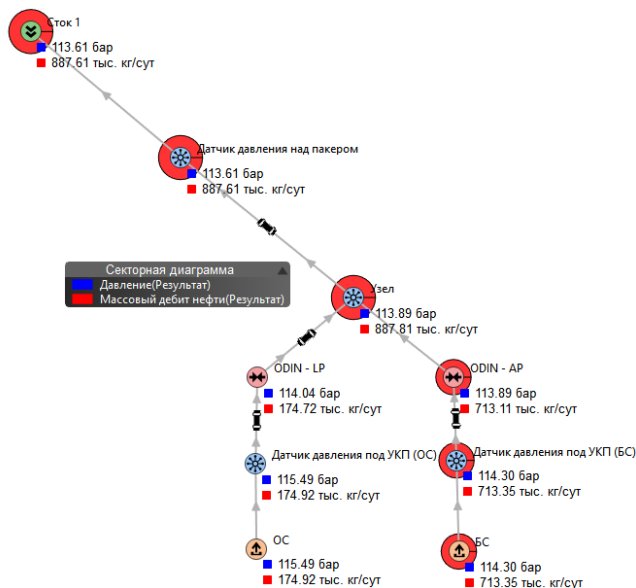 Сток 1
113.61 бар
887.61 тыс. кг/сут
Датчик давления над пакером
113.61 бар
887.61 тыс. кг/сут
Секторная диаграмма
Давление(Результат)
Массовый дебит нефти(Результат)
Узел
113.89 бар
887.81 тыс. кг/сут
ODIN - LP
114.04 бар
174.72 тыс. кг/сут
ODIN - AP
113.89 бар
713.11 тыс. кг/сут
Датчик давления под УКП (ОС)
115.49 бар
174.92 тыс. кг/сут
Датчик давления под УКП (БС)
114.30 бар
713.35 тыс. кг/сут
ОС
115.49 бар
174.92 тыс. кг/сут
БС
114.30 бар
713.35 тыс. кг/сут